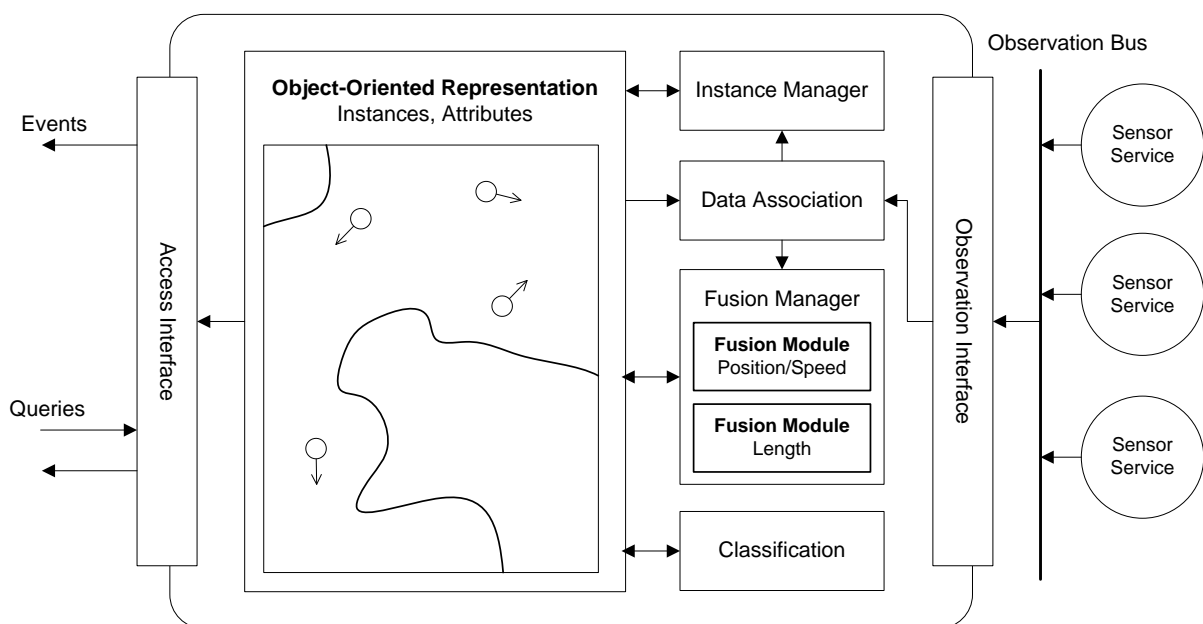 Observation Bus
Object-Oriented Representation
Instances, Attributes
Instance Manager
Events
Sensor
Service
Data Association
Access Interface
Observation Interface
Fusion Manager
Sensor
Service
Fusion Module
Position/Speed
Queries
Fusion Module
Length
Sensor
Service
Classification